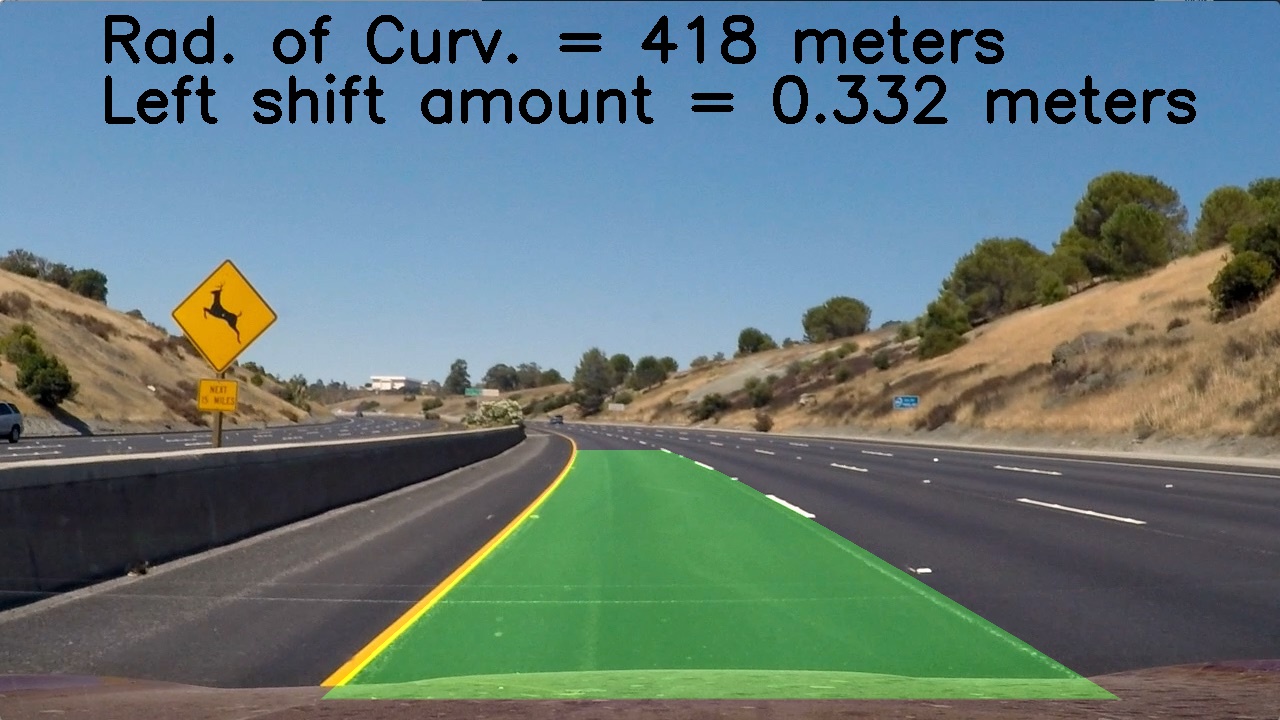 Rad. of Curv. = 418 meters
Left shift amount = 0.332 meters
NEXT
15 MILES